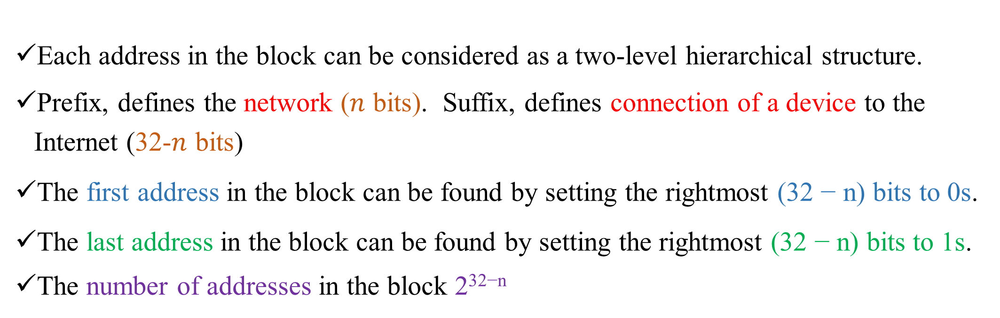 ✓Each address in the block can be considered as a two-level hierarchical structure.
✓Prefix, defines the network (n bits). Suffix, defines connection of a device to the
Internet (32-n bits)
✓The first address in the block can be found by setting the rightmost (32 − n) bits to 0s.
✓The last address in the block can be found by setting the rightmost (32 − n) bits to 1s.
✓The number of addresses in the block 2³²⁻ⁿ